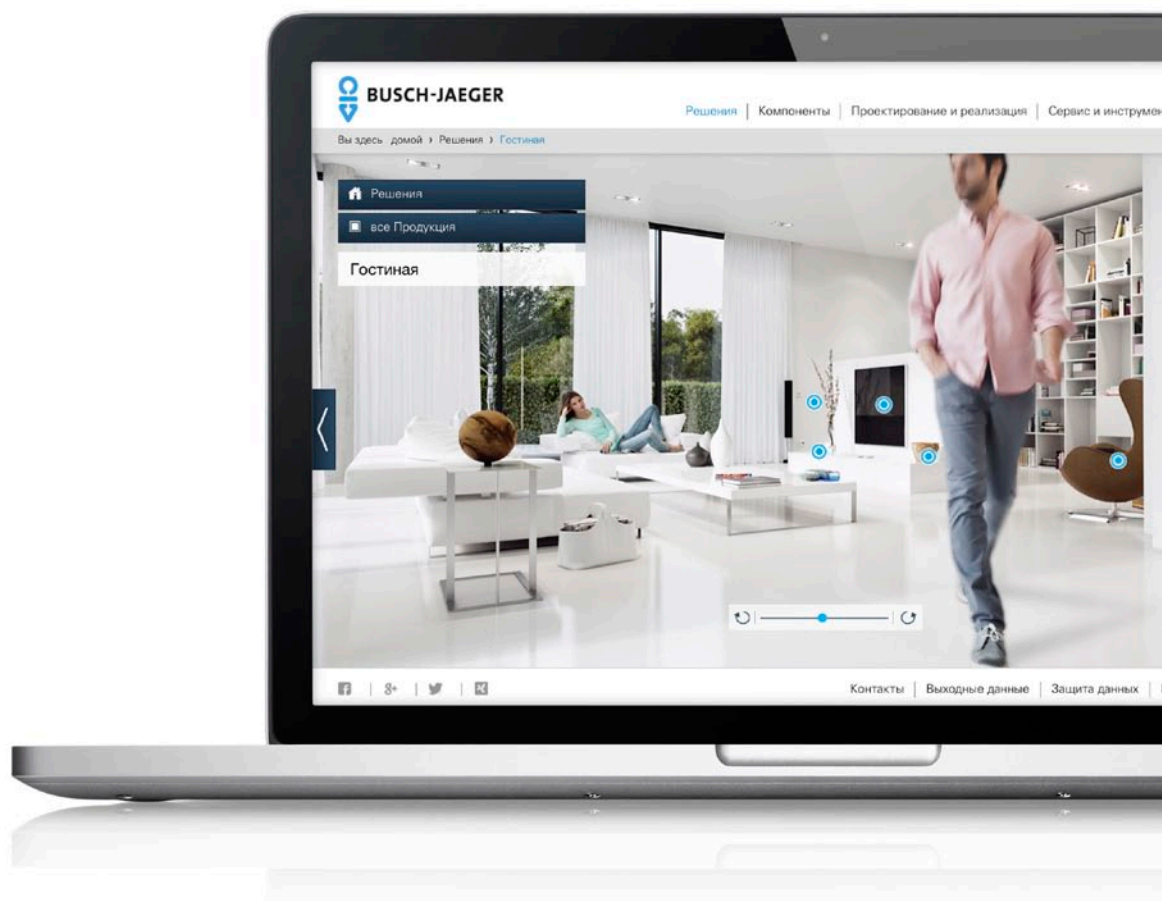 BUSCH-JAEGER
Решения | Компоненты | Проектирование и реализация | Сервис и
Вы здесь домой › Решения › Гостиная
Решения
все Продукция
Гостиная
Контакты | Выходные данные | Защита данных